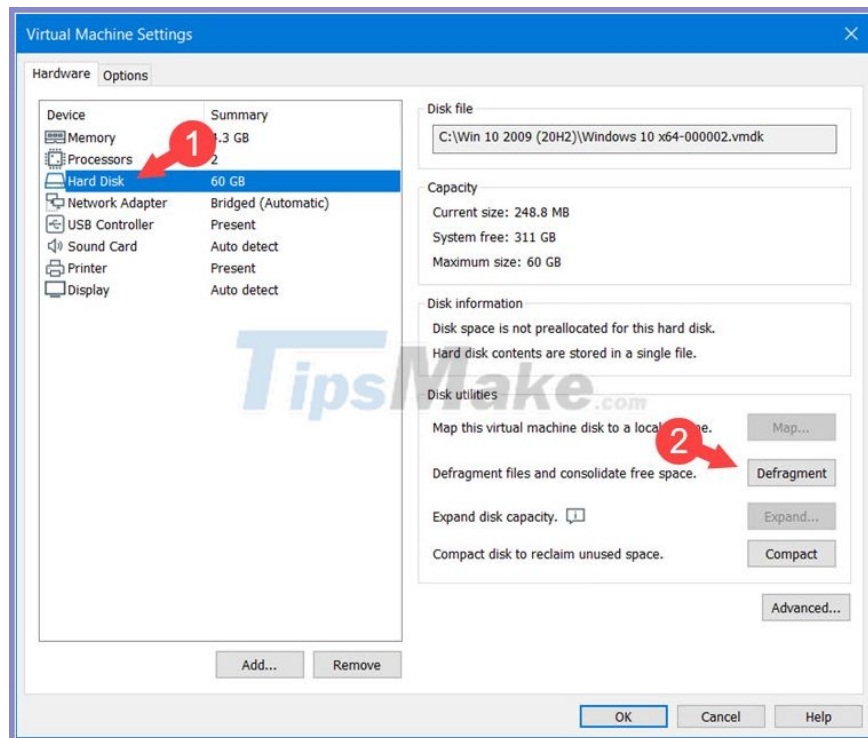 Virtual Machine Settings
Hardware Options
Device Summary
Memory .3 GB
1
Processors 2
Hard Disk 60 GB
Network Adapter Bridged (Automatic)
USB Controller Present
Sound Card Auto detect
Printer Present
Display Auto detect
Add... Remove
Disk file
C:\Win 10 2009 (20H2)\Windows 10 x64-000002.vmdk
Capacity
Current size: 248.8 MB
System free: 311 GB
Maximum size: 60 GB
Disk information
Disk space is not preallocated for this hard disk.
Hard disk contents are stored in a single file.
TipsMake.com
Disk utilities
Map this virtual machine disk to a local Map...
2
Defragment files and consolidate free space. Defragment
Expand disk capacity. Expand...
Compact disk to reclaim unused space. Compact
Advanced...
OK Cancel Help